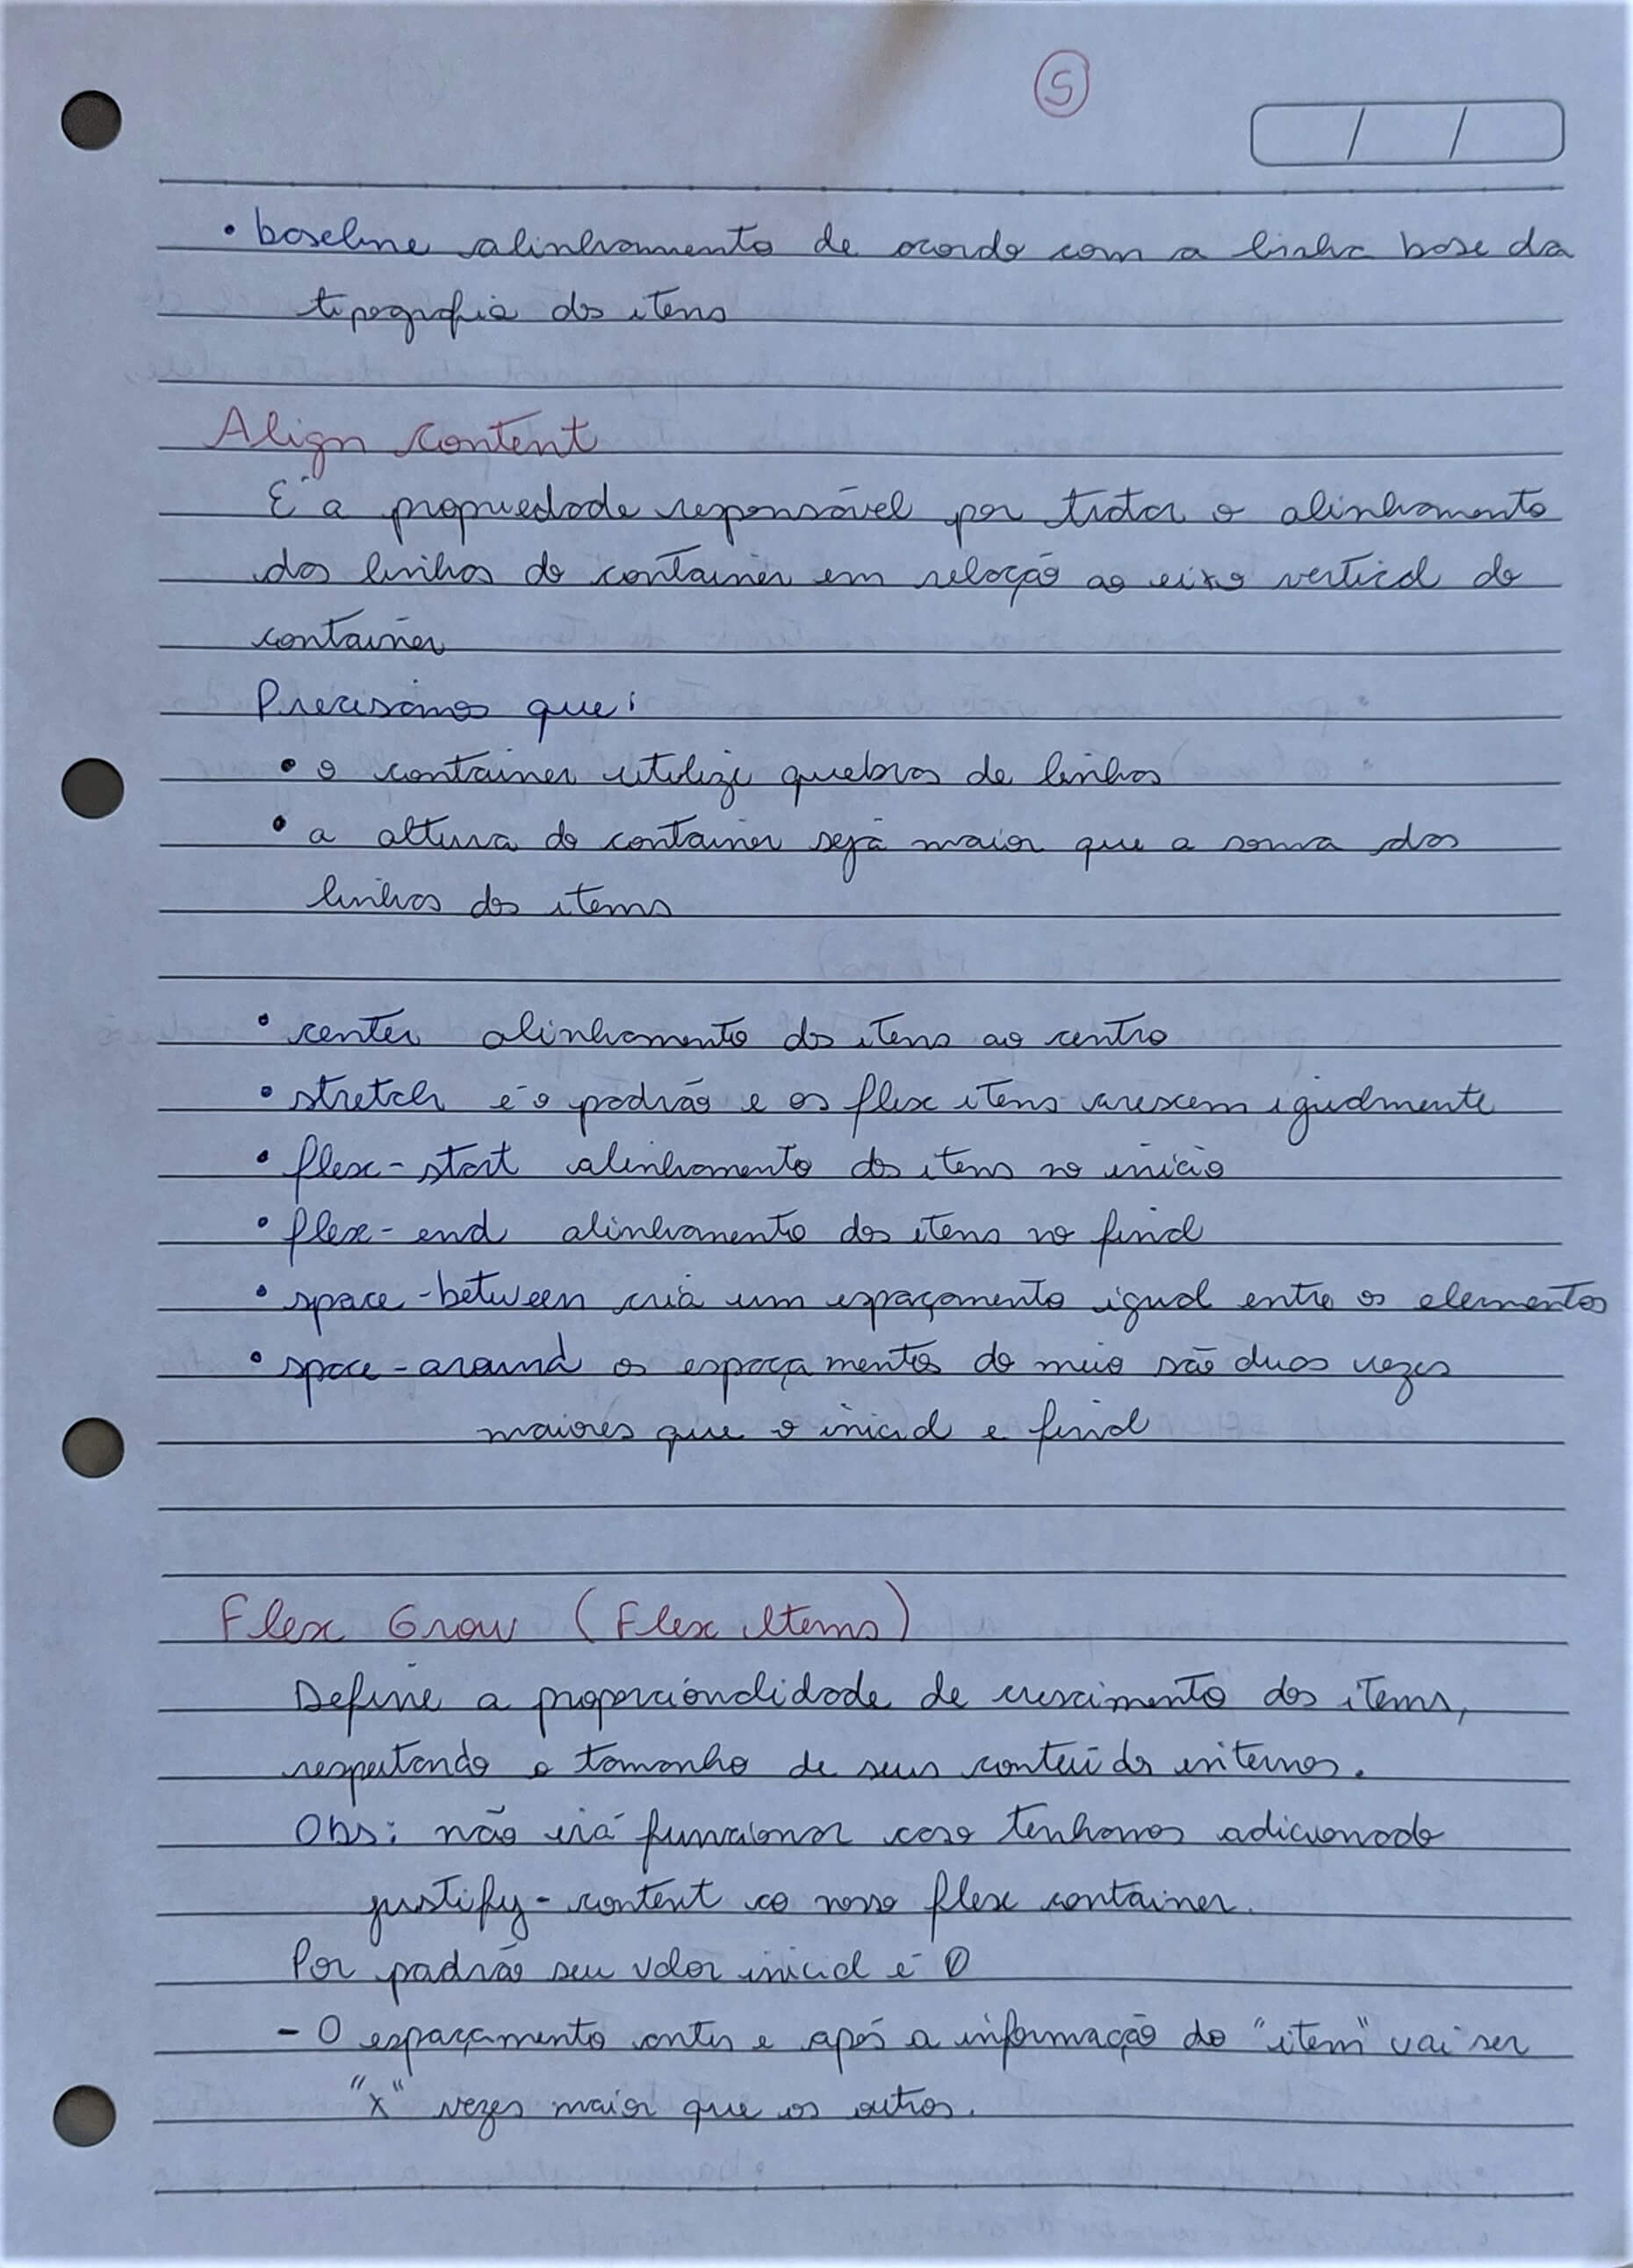 5
/ /
• baseline alinhamento de acordo com a linha base da
tipografia dos itens
Align content
É a propriedade responsável por tratar o alinhamento
das linhas do container em relação ao eixo vertical do
container
Precisamos que:
• o container utilize quebras de linhas
• a altura do container seja maior que a soma das
linhas dos items
• center alinhamento dos itens ao centro
• stretch é o padrão e os flex itens crescem igualmente
• flex-start alinhamento dos itens no início
• flex-end alinhamento dos itens no final
• space-between cria um espaçamento igual entre os elementos
• space-around os espaçamentos do meio são duas vezes
maiores que o inicial e final
Flex Grow (Flex Items)
Define a proporcionalidade de crescimento dos items,
respeitando o tamanho de seus conteúdos internos.
Obs: não irá funcionar caso tenhamos adicionado
justify-content ao nosso flex container.
Por padrão seu valor inicial é 0
- O espaçamento antes e após a informação do "item" vai ser
"x" vezes maior que os outros.